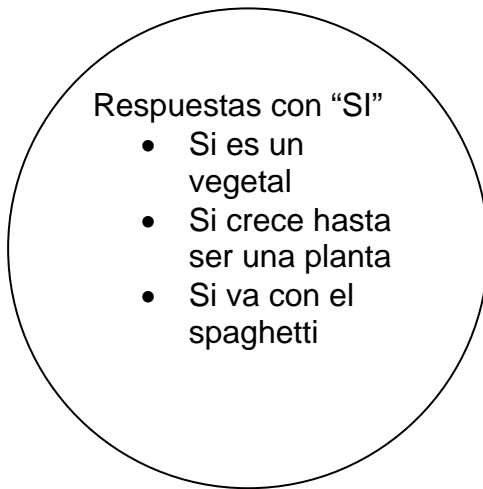 Respuestas con “SI”
• Si es un
vegetal
• Si crece hasta
ser una planta
• Si va con el
spaghetti